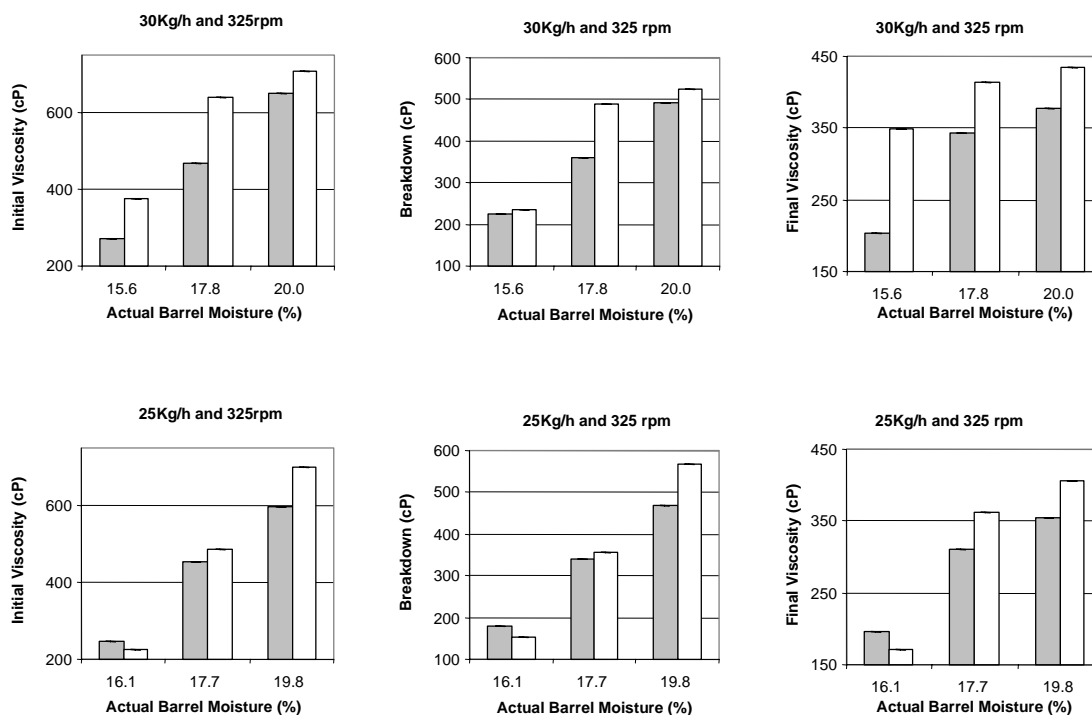 30Kg/h and 325rpm
Initial Viscosity (cP)
600
400
200
15.6 17.8 20.0
Actual Barrel Moisture (%)
30Kg/h and 325 rpm
Breakdown (cP)
600
500
400
300
200
100
15.6 17.8 20.0
Actual Barrel Moisture (%)
30Kg/h and 325 rpm
Final Viscosity (cP)
450
350
250
150
15.6 17.8 20.0
Actual Barrel Moisture (%)
25Kg/h and 325rpm
Initial Viscosity (cP)
600
400
200
16.1 17.7 19.8
Actual Barrel Moisture (%)
25Kg/h and 325 rpm
Breakdown (cP)
600
500
400
300
200
100
16.1 17.7 19.8
Actual Barrel Moisture (%)
25Kg/h and 325 rpm
Final Viscosity (cP)
450
350
250
150
16.1 17.7 19.8
Actual Barrel Moisture (%)